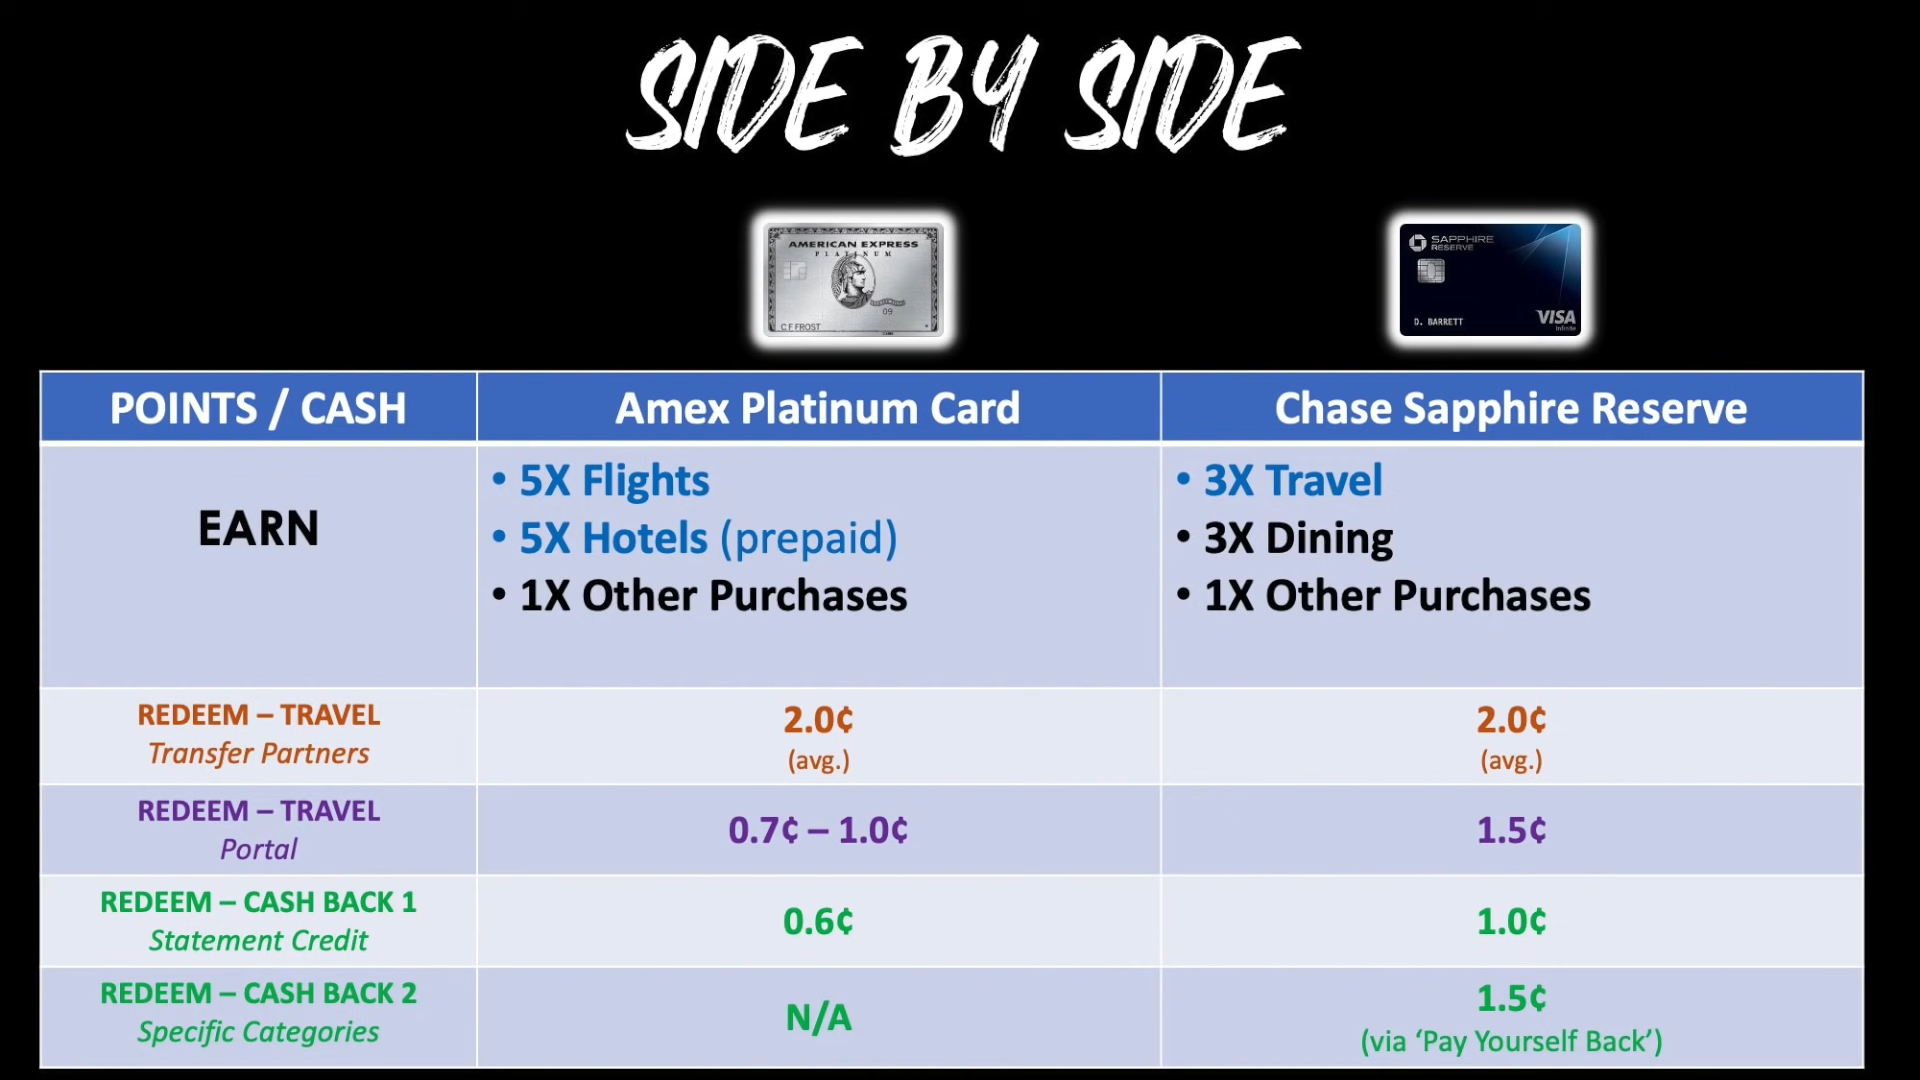 SIDE BY SIDE
AMERICAN EXPRESS
PLATINUM
09
C F FROST
SAPPHIRE
RESERVE
D. BARRETT
VISA
Infinite
POINTS / CASH
Amex Platinum Card
Chase Sapphire Reserve
EARN
• 5X Flights
• 5X Hotels (prepaid)
• 1X Other Purchases
• 3X Travel
• 3X Dining
• 1X Other Purchases
REDEEM – TRAVEL
Transfer Partners
2.0¢
(avg.)
2.0¢
(avg.)
REDEEM – TRAVEL
Portal
0.7¢ – 1.0¢
1.5¢
REDEEM – CASH BACK 1
Statement Credit
0.6¢
1.0¢
REDEEM – CASH BACK 2
Specific Categories
N/A
1.5¢
(via ‘Pay Yourself Back’)